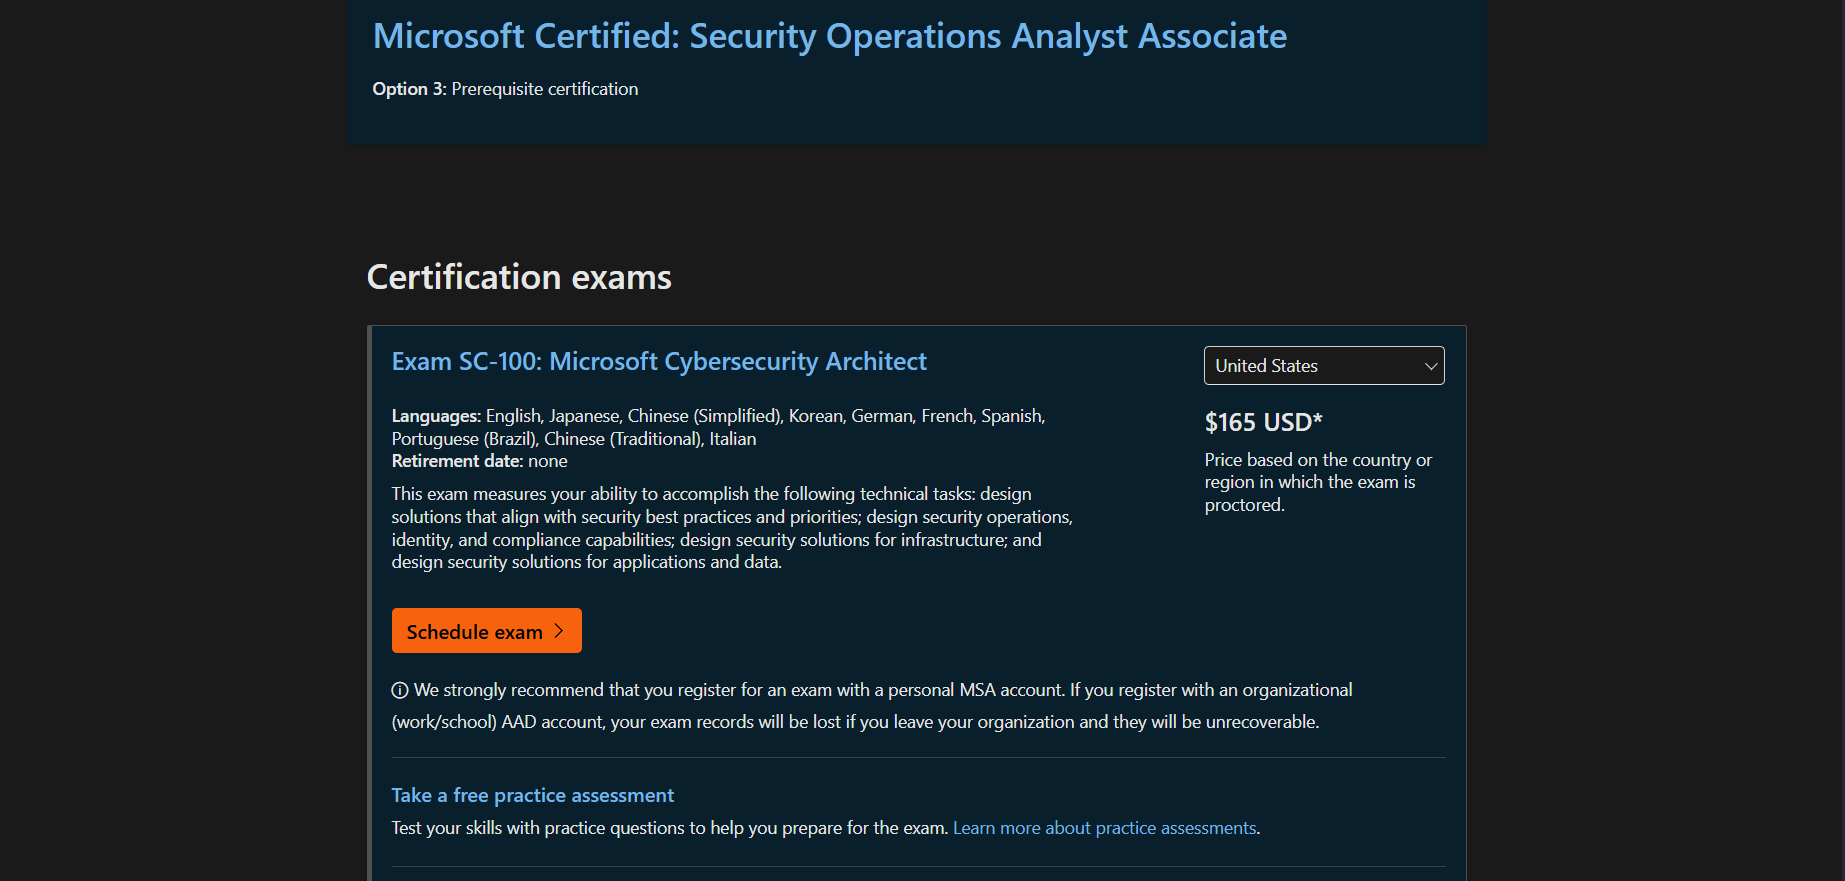 Microsoft Certified: Security Operations Analyst Associate
Option 3: Prerequisite certification
Certification exams
Exam SC-100: Microsoft Cybersecurity Architect
United States
Languages: English, Japanese, Chinese (Simplified), Korean, German, French, Spanish,
Portuguese (Brazil), Chinese (Traditional), Italian
Retirement date: none
$165 USD*
Price based on the country or
region in which the exam is
proctored.
This exam measures your ability to accomplish the following technical tasks: design
solutions that align with security best practices and priorities; design security operations,
identity, and compliance capabilities; design security solutions for infrastructure; and
design security solutions for applications and data.
Schedule exam
We strongly recommend that you register for an exam with a personal MSA account. If you register with an organizational
(work/school) AAD account, your exam records will be lost if you leave your organization and they will be unrecoverable.
Take a free practice assessment
Test your skills with practice questions to help you prepare for the exam. Learn more about practice assessments.